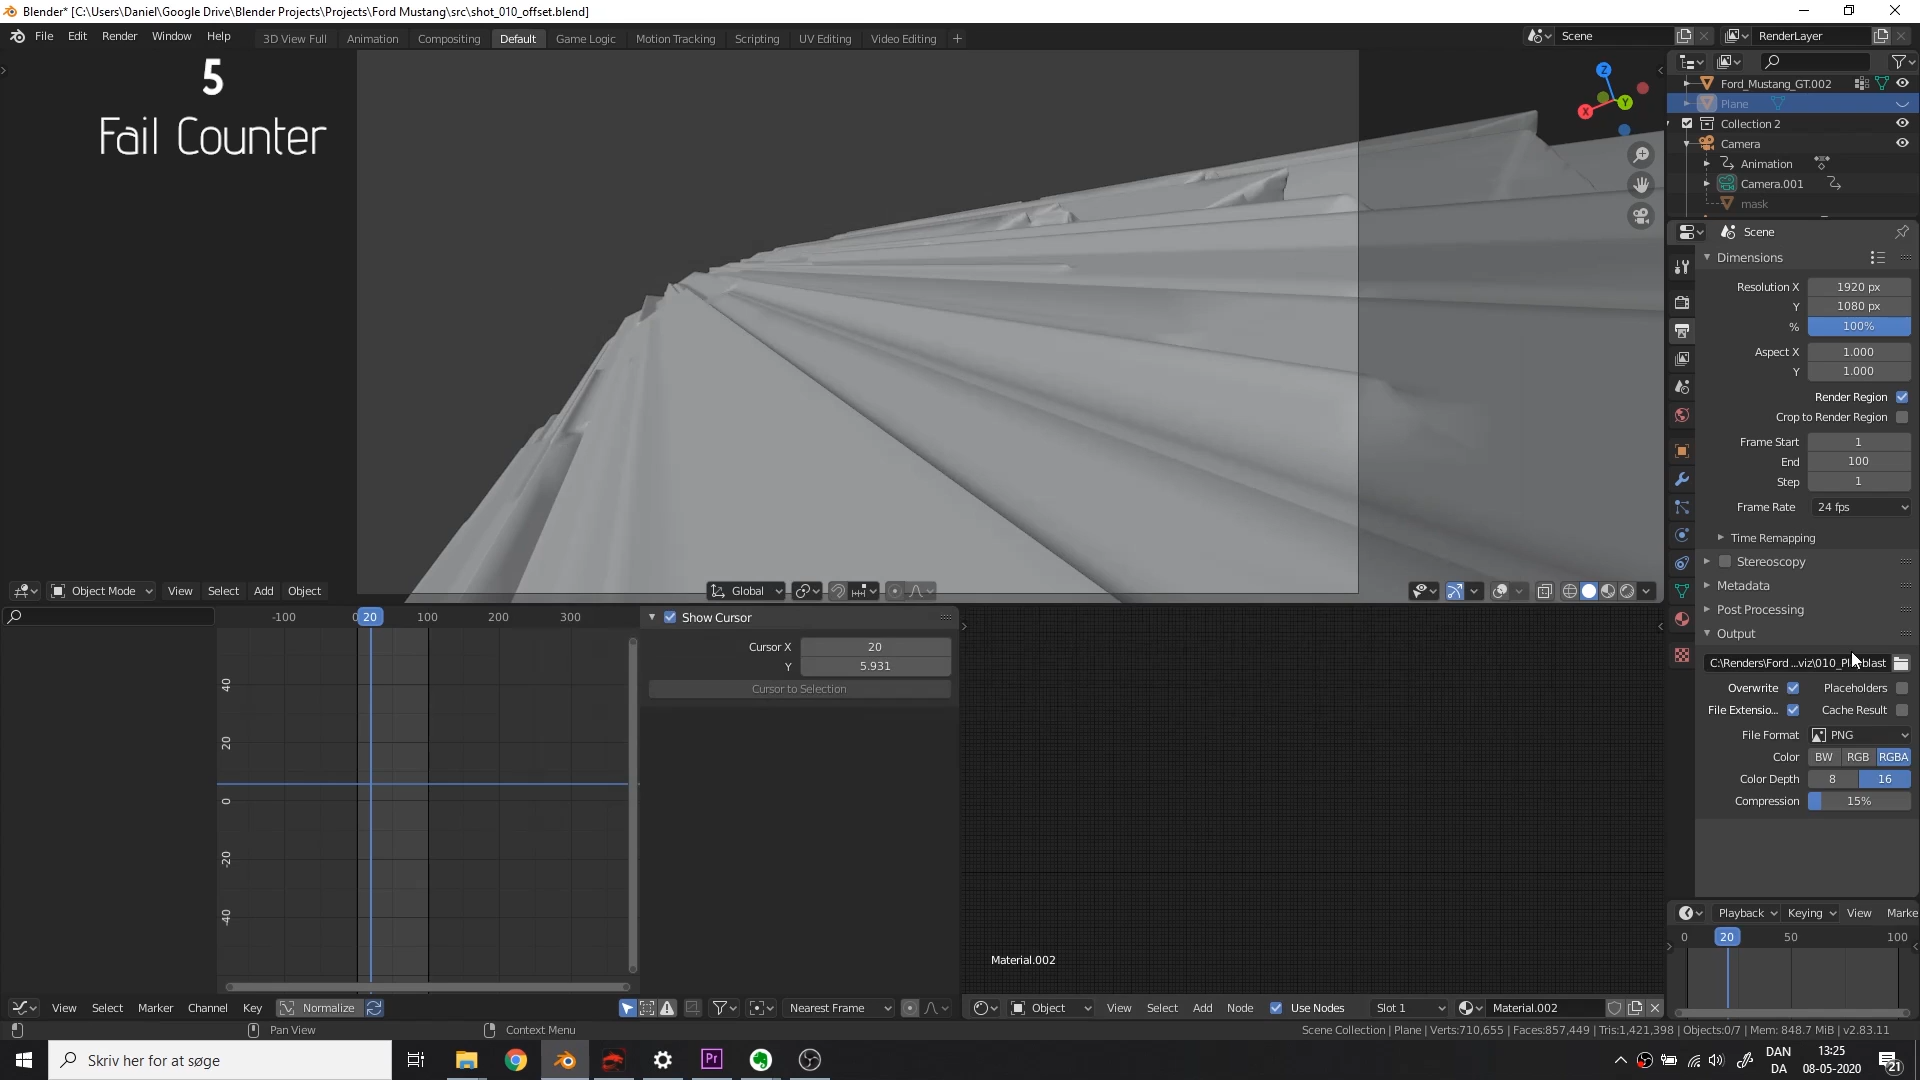 Blender* [C:\Users\Daniel\Google Drive\Blender Projects\Projects\Ford Mustang\src\shot_010_offset.blend]
File Edit Render Window Help
3D View Full Animation Compositing Default Game Logic Motion Tracking Scripting UV Editing Video Editing +
Scene
RenderLayer
5
Fail Counter
Z
Y
X
Ford_Mustang_GT.002
Plane
Collection 2
Camera
Animation
Camera.001
mask
Scene
Dimensions
Resolution X 1920 px
Y 1080 px
% 100%
Aspect X 1.000
Y 1.000
Render Region
Crop to Render Region
Frame Start 1
End 100
Step 1
Frame Rate 24 fps
Time Remapping
Stereoscopy
Metadata
Post Processing
Output
C:\Renders\Ford ...viz\010_Pl blast
Overwrite Placeholders
File Extensio... Cache Result
File Format PNG
Color BW RGB RGBA
Color Depth 8 16
Compression 15%
Playback Keying View Marke
0 20 50 100
Object Mode View Select Add Object
Global
-100 0 20 100 200 300
40
20
0
-20
-40
Show Cursor
Cursor X 20
Y 5.931
Cursor to Selection
Material.002
View Select Marker Channel Key Normalize
Nearest Frame
Object View Select Add Node Use Nodes Slot 1 Material.002
Pan View
Context Menu
Scene Collection | Plane | Verts:710,655 | Faces:857,449 | Tris:1,421,398 | Objects:0/7 | Mem: 848.7 MiB | v2.83.11
Skriv her for at søge
Pr
DAN
DA
13:25
08-05-2020
21